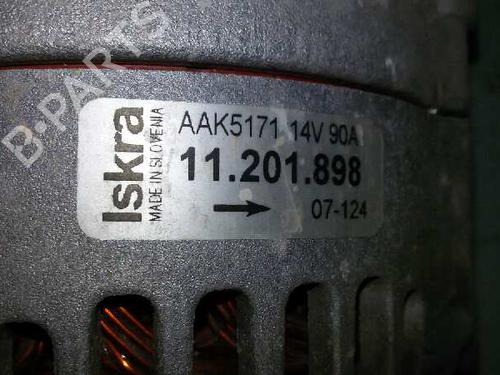 B-PARTS
Iskra
MADE IN SLOVENIA
AAK5171 14V 90A
11.201.898
07-124